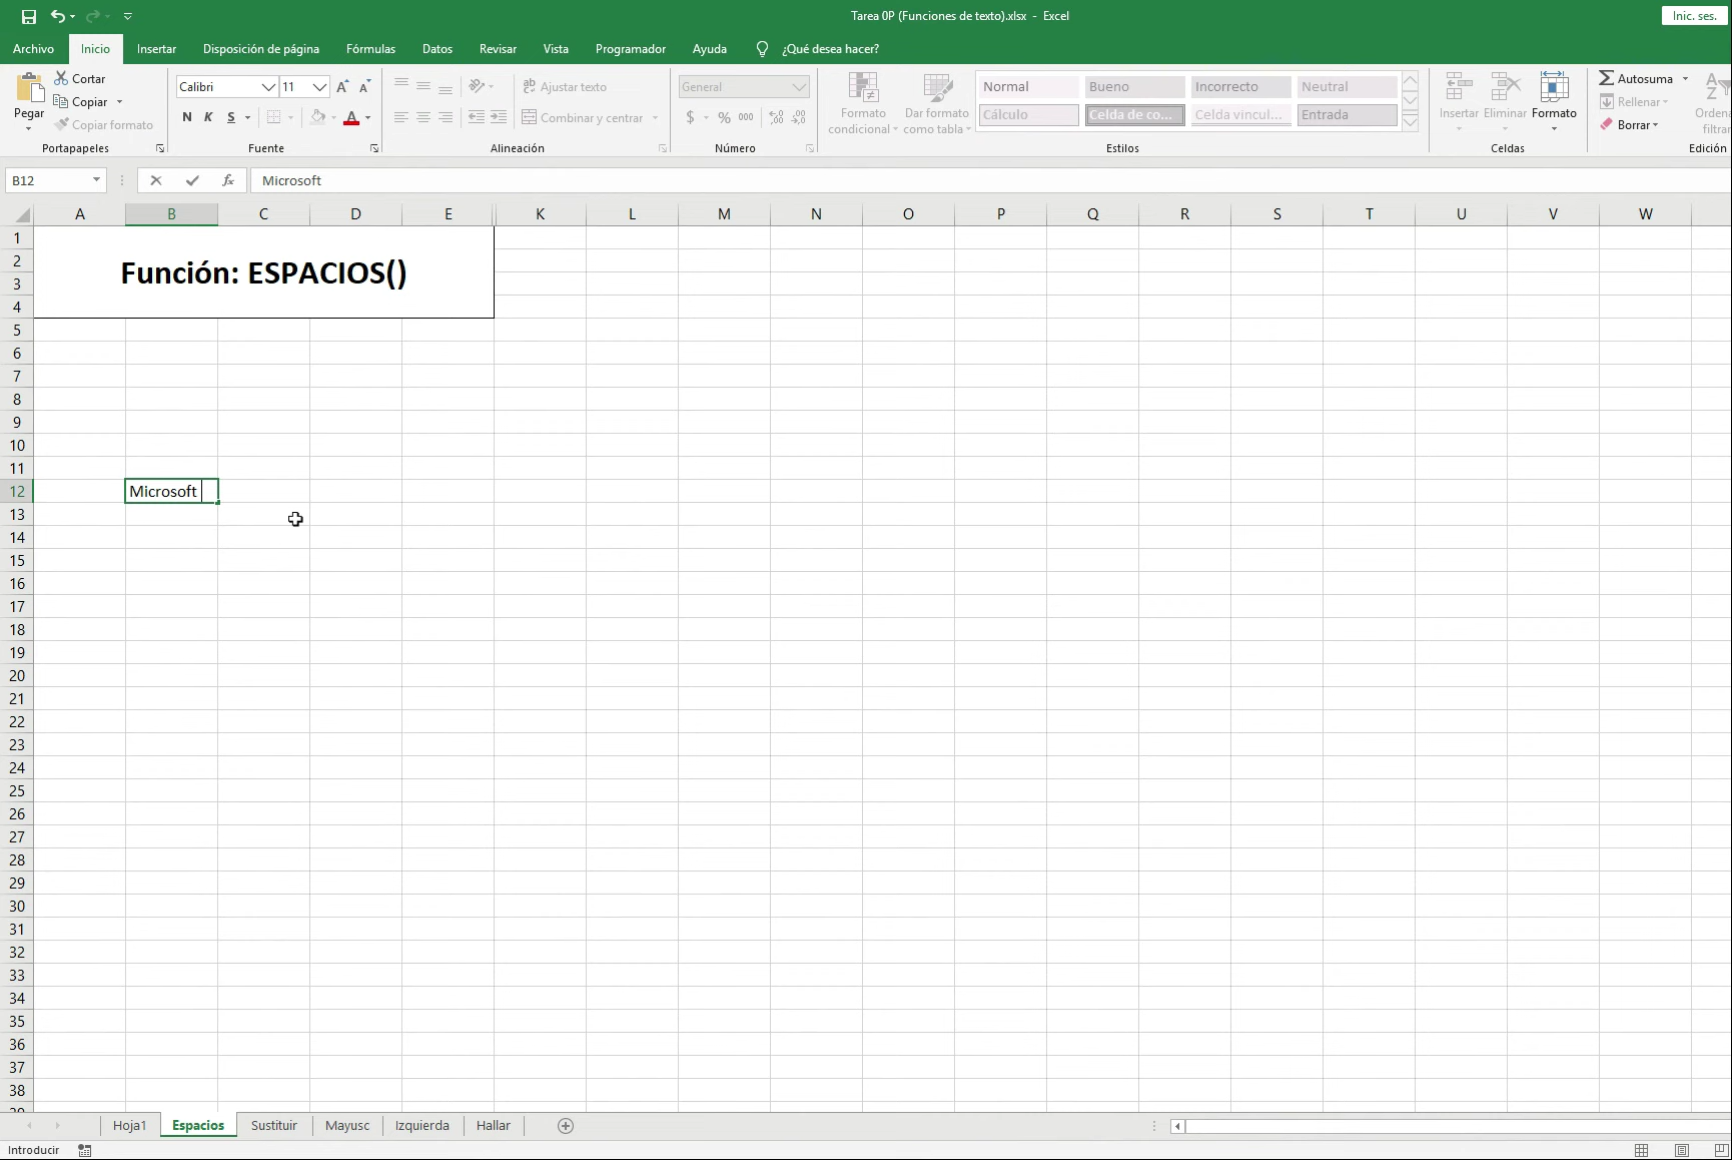 Tarea 0P (Funciones de texto).xlsx - Excel
Inic. ses.
Archivo Inicio Insertar Disposición de página Fórmulas Datos Revisar Vista Programador Ayuda ¿Qué desea hacer?
Pegar
Cortar
Copiar
Copiar formato
Portapapeles
Calibri 11
N K S
Fuente
Ajustar texto
Combinar y centrar
Alineación
General
$ % 000
Número
Formato condicional
Dar formato como tabla
Normal Bueno Incorrecto Neutral
Cálculo Celda de co... Celda vincul... Entrada
Estilos
Insertar Eliminar Formato
Celdas
Autosuma
Rellenar
Borrar
Edición
B12 fx Microsoft
A B C D E K L M N O P Q R S T U V W
1
2
3
4
Función: ESPACIOS()
5
6
7
8
9
10
11
12 Microsoft
13
14
15
16
17
18
19
20
21
22
23
24
25
26
27
28
29
30
31
32
33
34
35
36
37
38
Hoja1 Espacios Sustituir Mayusc Izquierda Hallar
Introducir